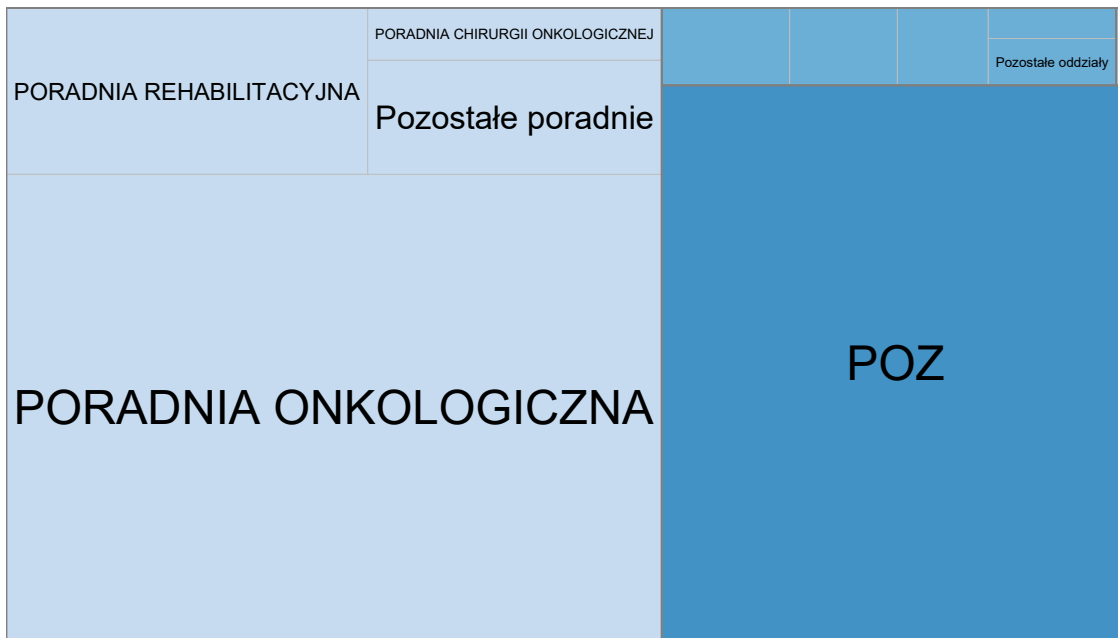 PORADNIA REHABILITACYJNA
PORADNIA CHIRURGII ONKOLOGICZNEJ
Pozostałe poradnie
PORADNIA ONKOLOGICZNA
Pozostałe oddziały
POZ